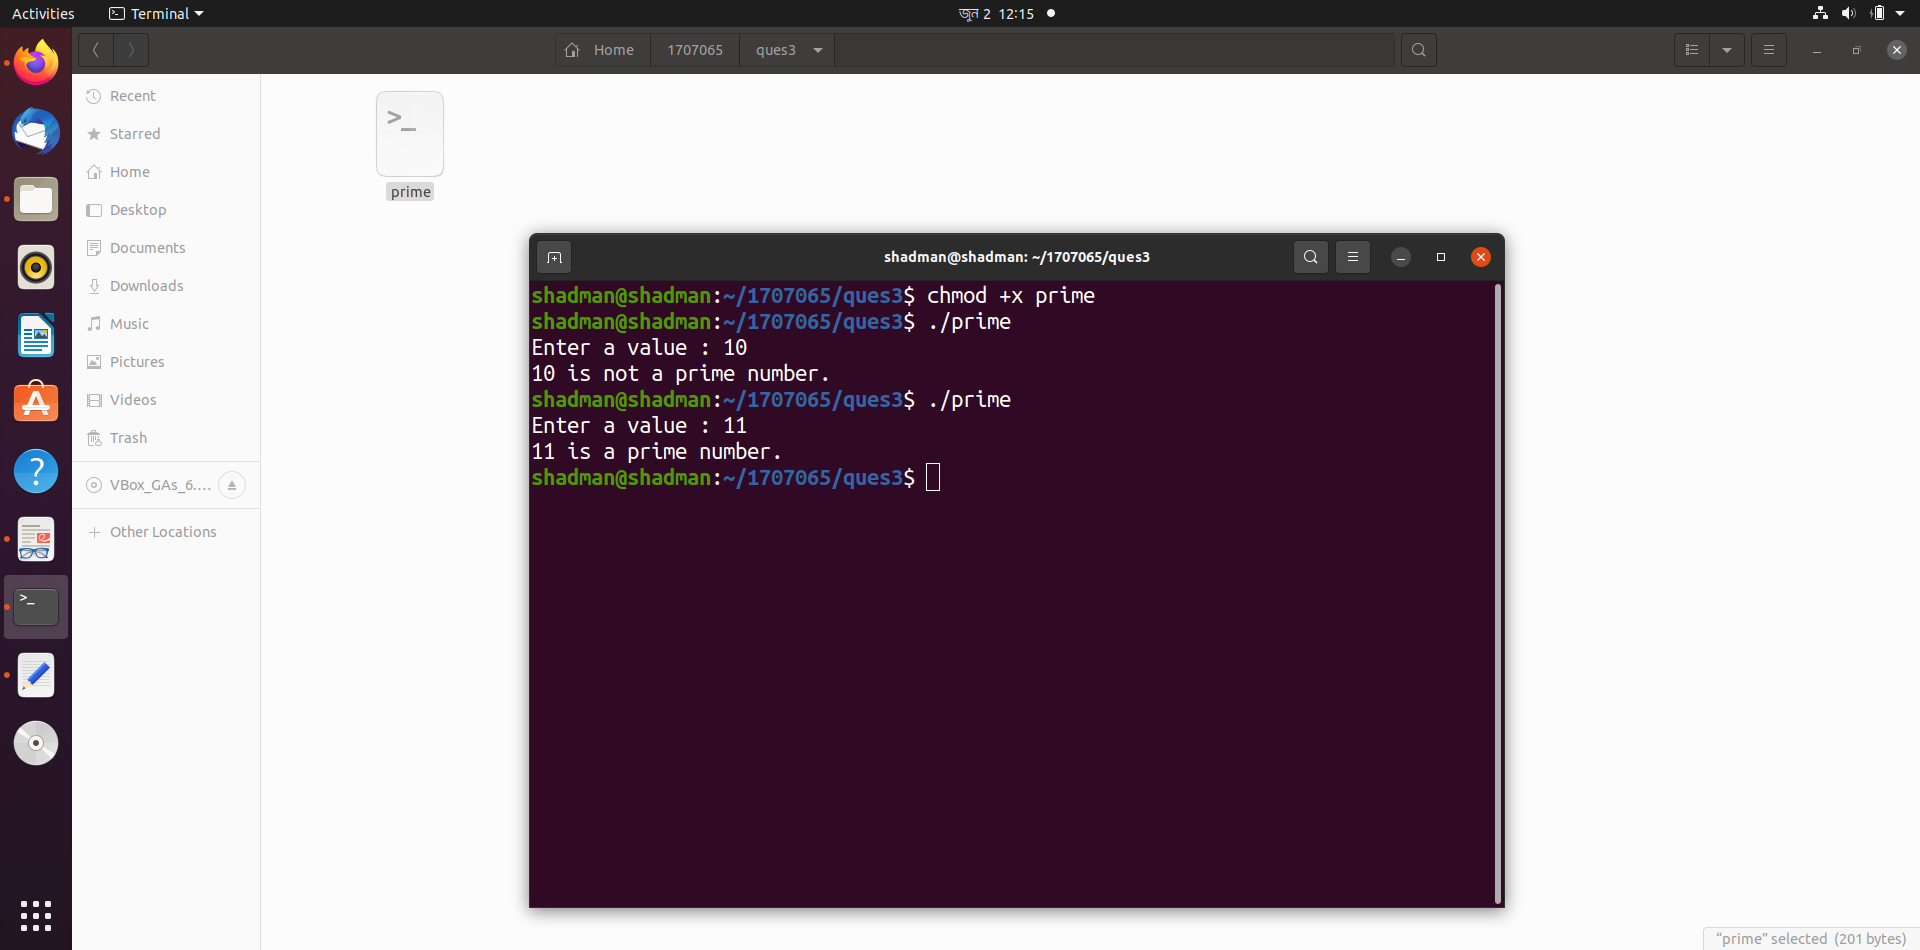 Activities
Terminal
জুন 2 12:15
Home
1707065
ques3
Recent
Starred
Home
Desktop
Documents
Downloads
Music
Pictures
Videos
Trash
VBox_GAs_6....
Other Locations
prime
shadman@shadman: ~/1707065/ques3
shadman@shadman:~/1707065/ques3$ chmod +x prime
shadman@shadman:~/1707065/ques3$ ./prime
Enter a value : 10
10 is not a prime number.
shadman@shadman:~/1707065/ques3$ ./prime
Enter a value : 11
11 is a prime number.
shadman@shadman:~/1707065/ques3$
“prime” selected (201 bytes)